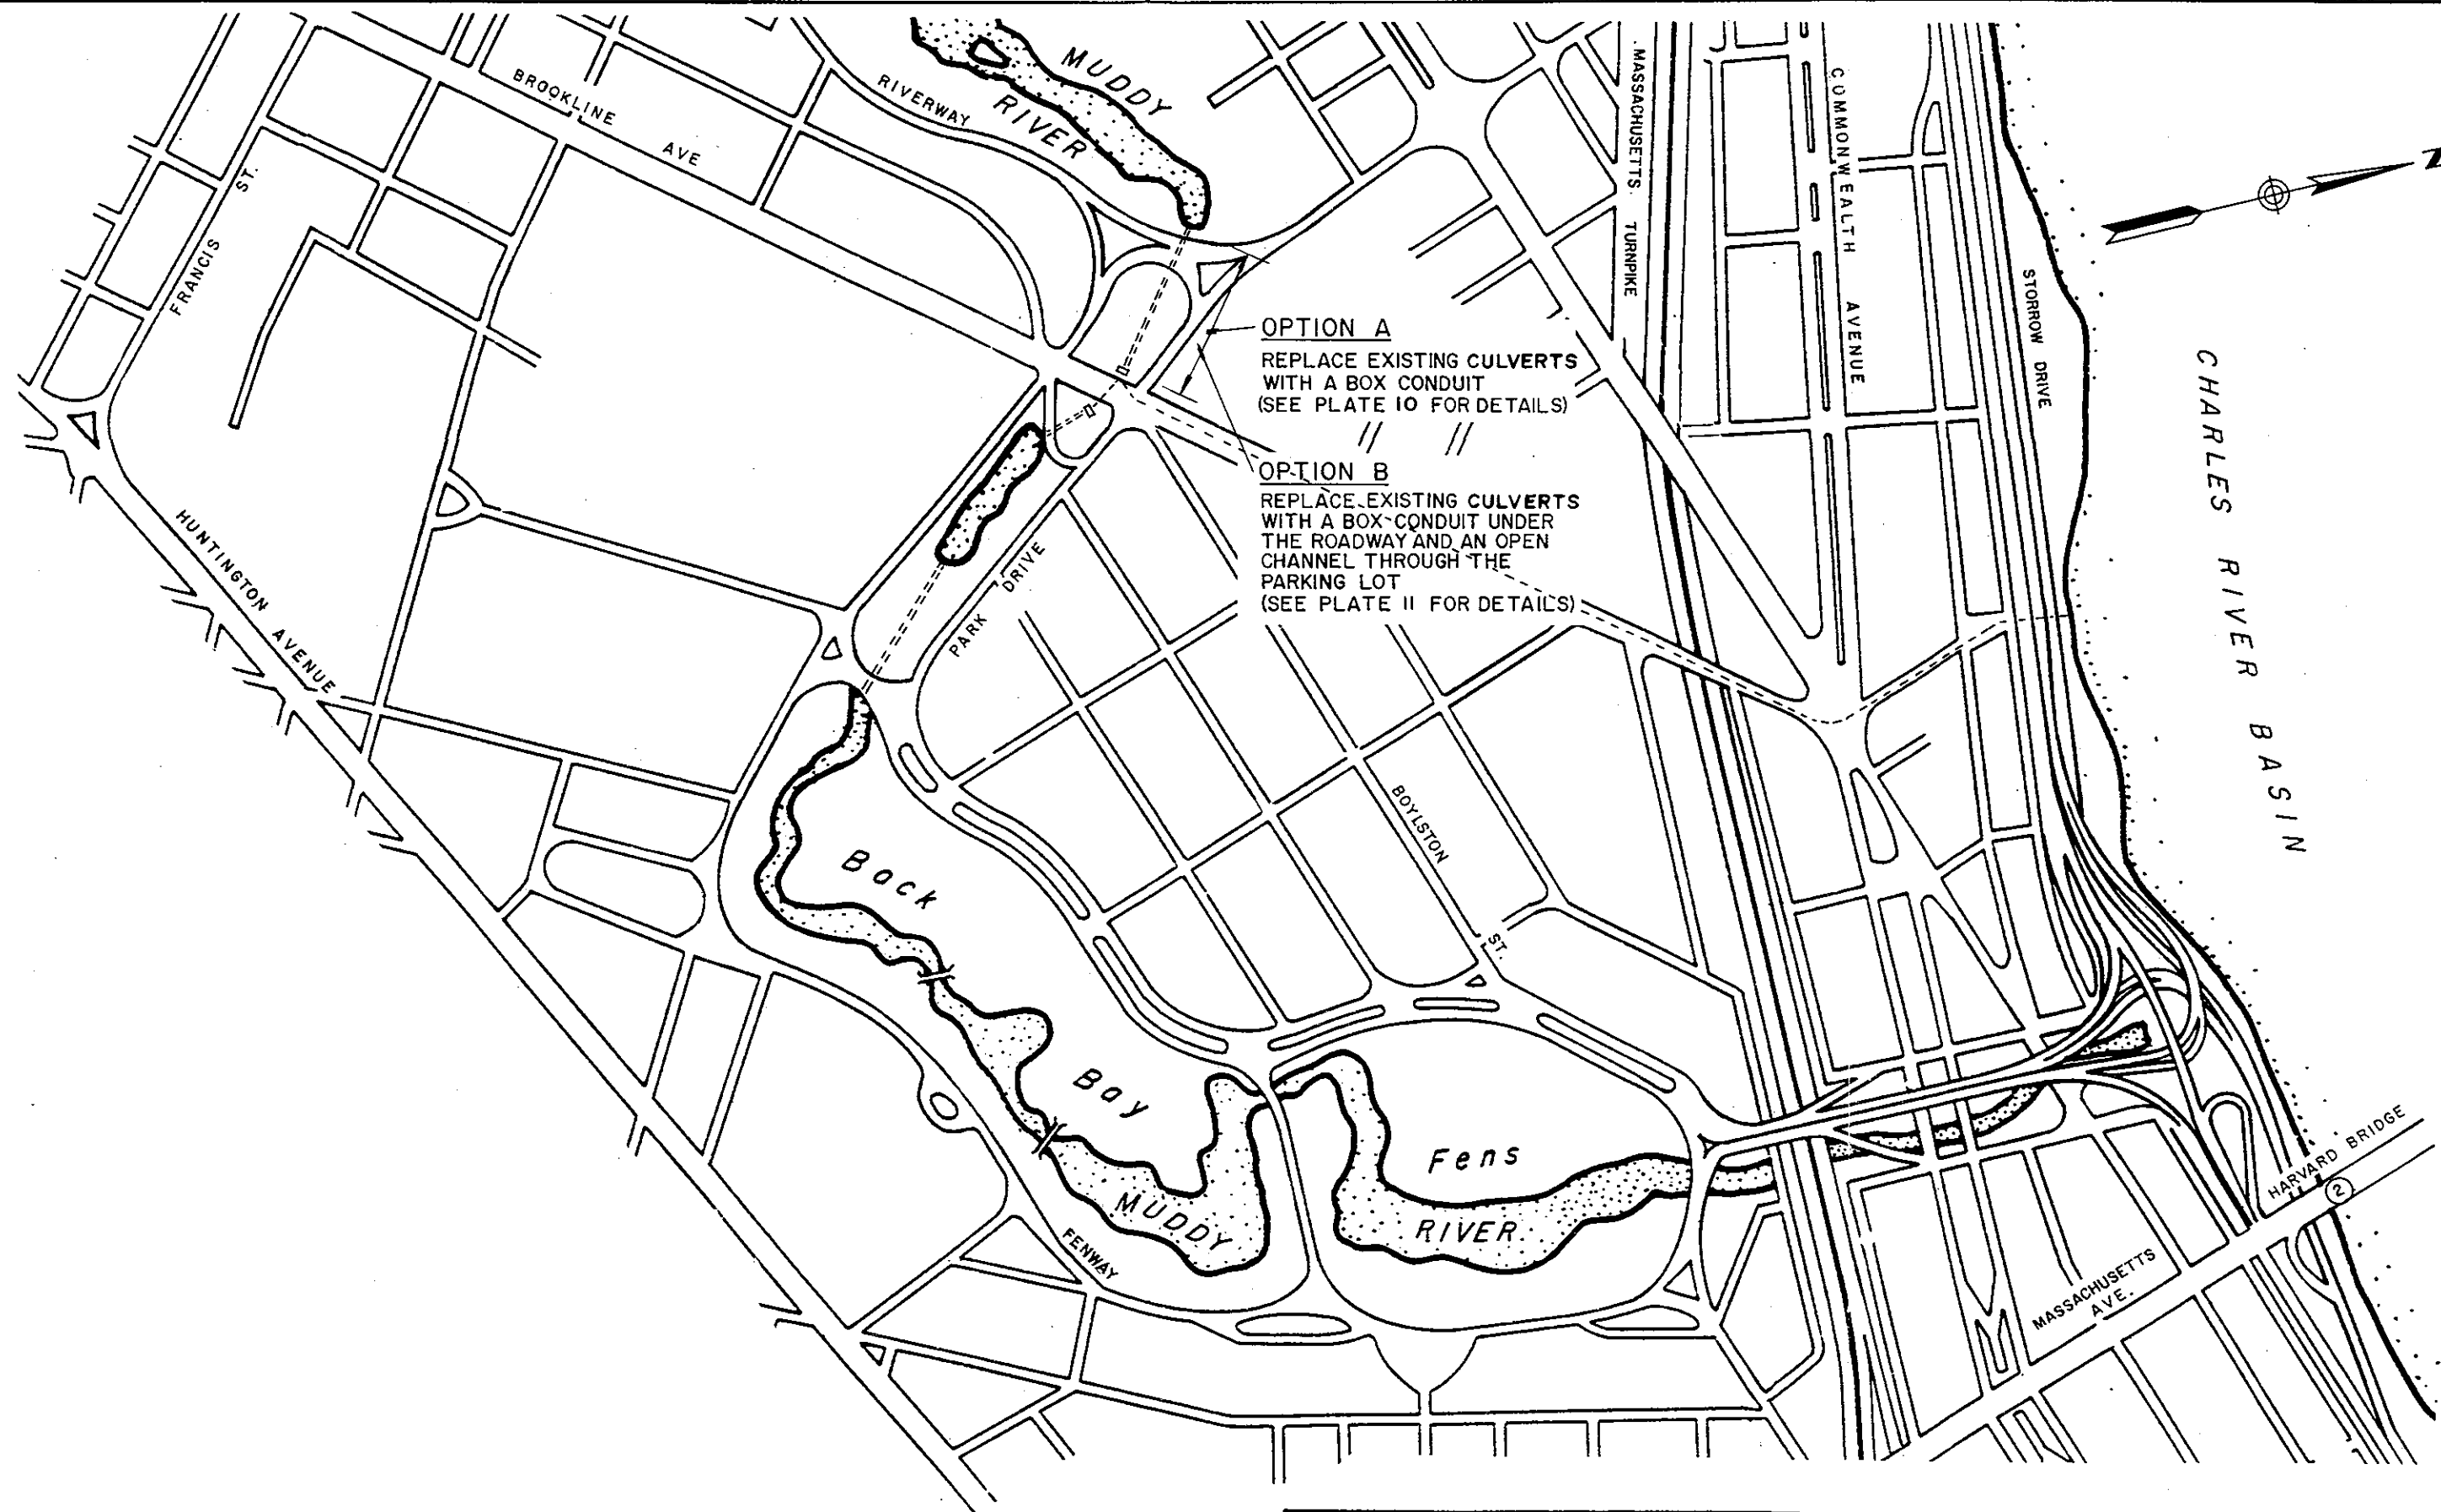 MUDDY
RIVER
RIVERWAY
BROOKLINE
AVE
FRANCIS
ST.
MASSACHUSETTS
TURNPIKE
COMMONWEALTH
AVENUE
STORROW DRIVE
N
CHARLES RIVER BASIN
OPTION A
REPLACE EXISTING CULVERTS
WITH A BOX CONDUIT
(SEE PLATE 10 FOR DETAILS)
OPTION B
REPLACE EXISTING CULVERTS
WITH A BOX CONDUIT UNDER
THE ROADWAY AND AN OPEN
CHANNEL THROUGH THE
PARKING LOT
(SEE PLATE 11 FOR DETAILS)
HUNTINGTON
AVENUE
PARK DRIVE
BOYLSTON
ST.
Back
Bay
Fens
MUDDY
RIVER
FENWAY
HARVARD BRIDGE
2
MASSACHUSETTS
AVE.